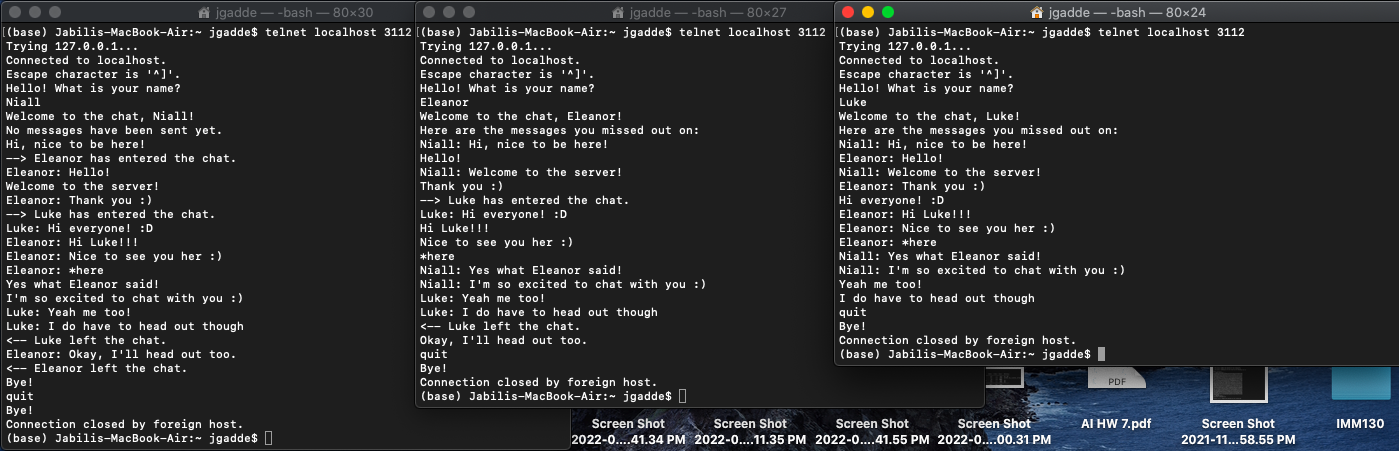 jgadde — -bash — 80×30
(base) Jabilis-MacBook-Air:~ jgadde$ telnet localhost 3112
Trying 127.0.0.1...
Connected to localhost.
Escape character is '^]'.
Hello! What is your name?
Niall
Welcome to the chat, Niall!
No messages have been sent yet.
Hi, nice to be here!
--> Eleanor has entered the chat.
Eleanor: Hello!
Welcome to the server!
Eleanor: Thank you :)
--> Luke has entered the chat.
Luke: Hi everyone! :D
Eleanor: Hi Luke!!!
Eleanor: Nice to see you her :)
Eleanor: *here
Yes what Eleanor said!
I'm so excited to chat with you :)
Luke: Yeah me too!
Luke: I do have to head out though
<-- Luke left the chat.
Eleanor: Okay, I'll head out too.
<-- Eleanor left the chat.
Bye!
quit
Bye!
Connection closed by foreign host.
(base) Jabilis-MacBook-Air:~ jgadde$
jgadde — -bash — 80×27
(base) Jabilis-MacBook-Air:~ jgadde$ telnet localhost 3112
Trying 127.0.0.1...
Connected to localhost.
Escape character is '^]'.
Hello! What is your name?
Eleanor
Welcome to the chat, Eleanor!
Here are the messages you missed out on:
Niall: Hi, nice to be here!
Hello!
Niall: Welcome to the server!
Thank you :)
--> Luke has entered the chat.
Luke: Hi everyone! :D
Hi Luke!!!
Nice to see you her :)
*here
Niall: Yes what Eleanor said!
Niall: I'm so excited to chat with you :)
Luke: Yeah me too!
Luke: I do have to head out though
<-- Luke left the chat.
Okay, I'll head out too.
quit
Bye!
Connection closed by foreign host.
(base) Jabilis-MacBook-Air:~ jgadde$
jgadde — -bash — 80×24
(base) Jabilis-MacBook-Air:~ jgadde$ telnet localhost 3112
Trying 127.0.0.1...
Connected to localhost.
Escape character is '^]'.
Hello! What is your name?
Luke
Welcome to the chat, Luke!
Here are the messages you missed out on:
Niall: Hi, nice to be here!
Eleanor: Hello!
Niall: Welcome to the server!
Eleanor: Thank you :)
Hi everyone! :D
Eleanor: Hi Luke!!!
Eleanor: Nice to see you her :)
Eleanor: *here
Niall: Yes what Eleanor said!
Niall: I'm so excited to chat with you :)
Yeah me too!
I do have to head out though
quit
Bye!
Connection closed by foreign host.
(base) Jabilis-MacBook-Air:~ jgadde$
PDF
Screen Shot
2022-0....41.34 PM
Screen Shot
2022-0....11.35 PM
Screen Shot
2022-0....41.55 PM
Screen Shot
2022-0....00.31 PM
AI HW 7.pdf
Screen Shot
2021-11...58.55 PM
IMM130